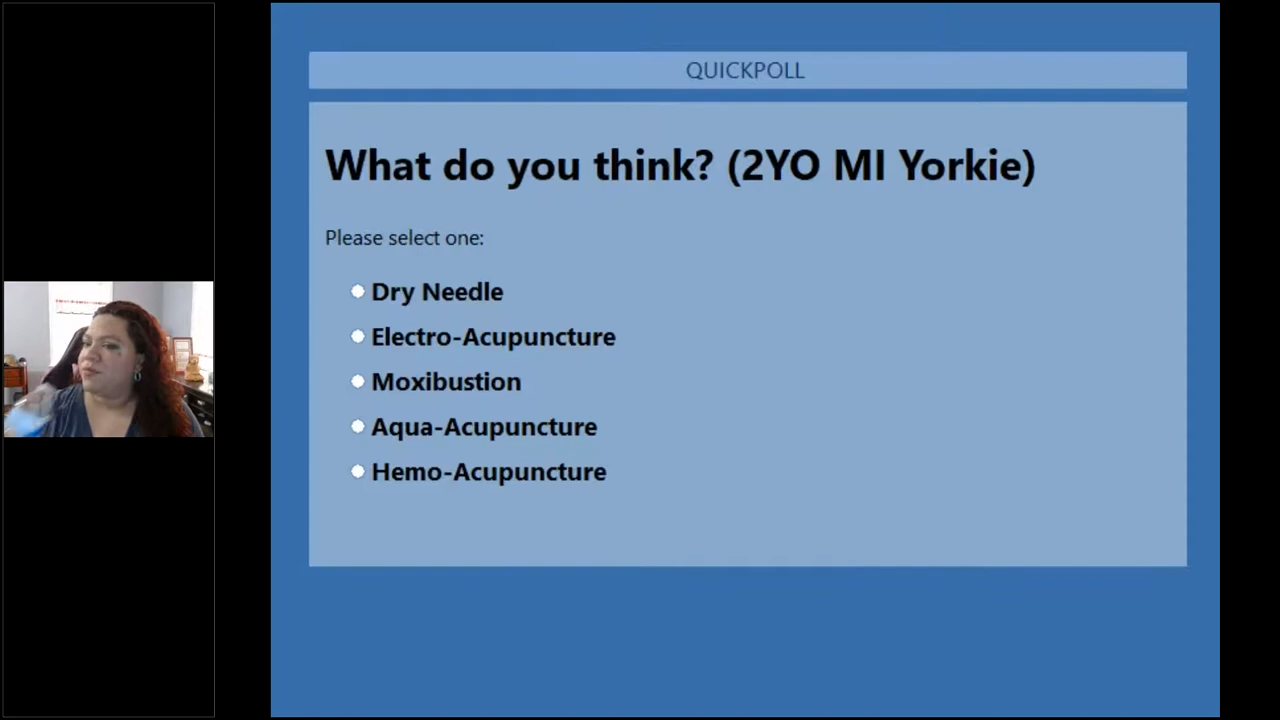 QUICKPOLL
What do you think? (2YO MI Yorkie)
Please select one:
Dry Needle
Electro-Acupuncture
Moxibustion
Aqua-Acupuncture
Hemo-Acupuncture